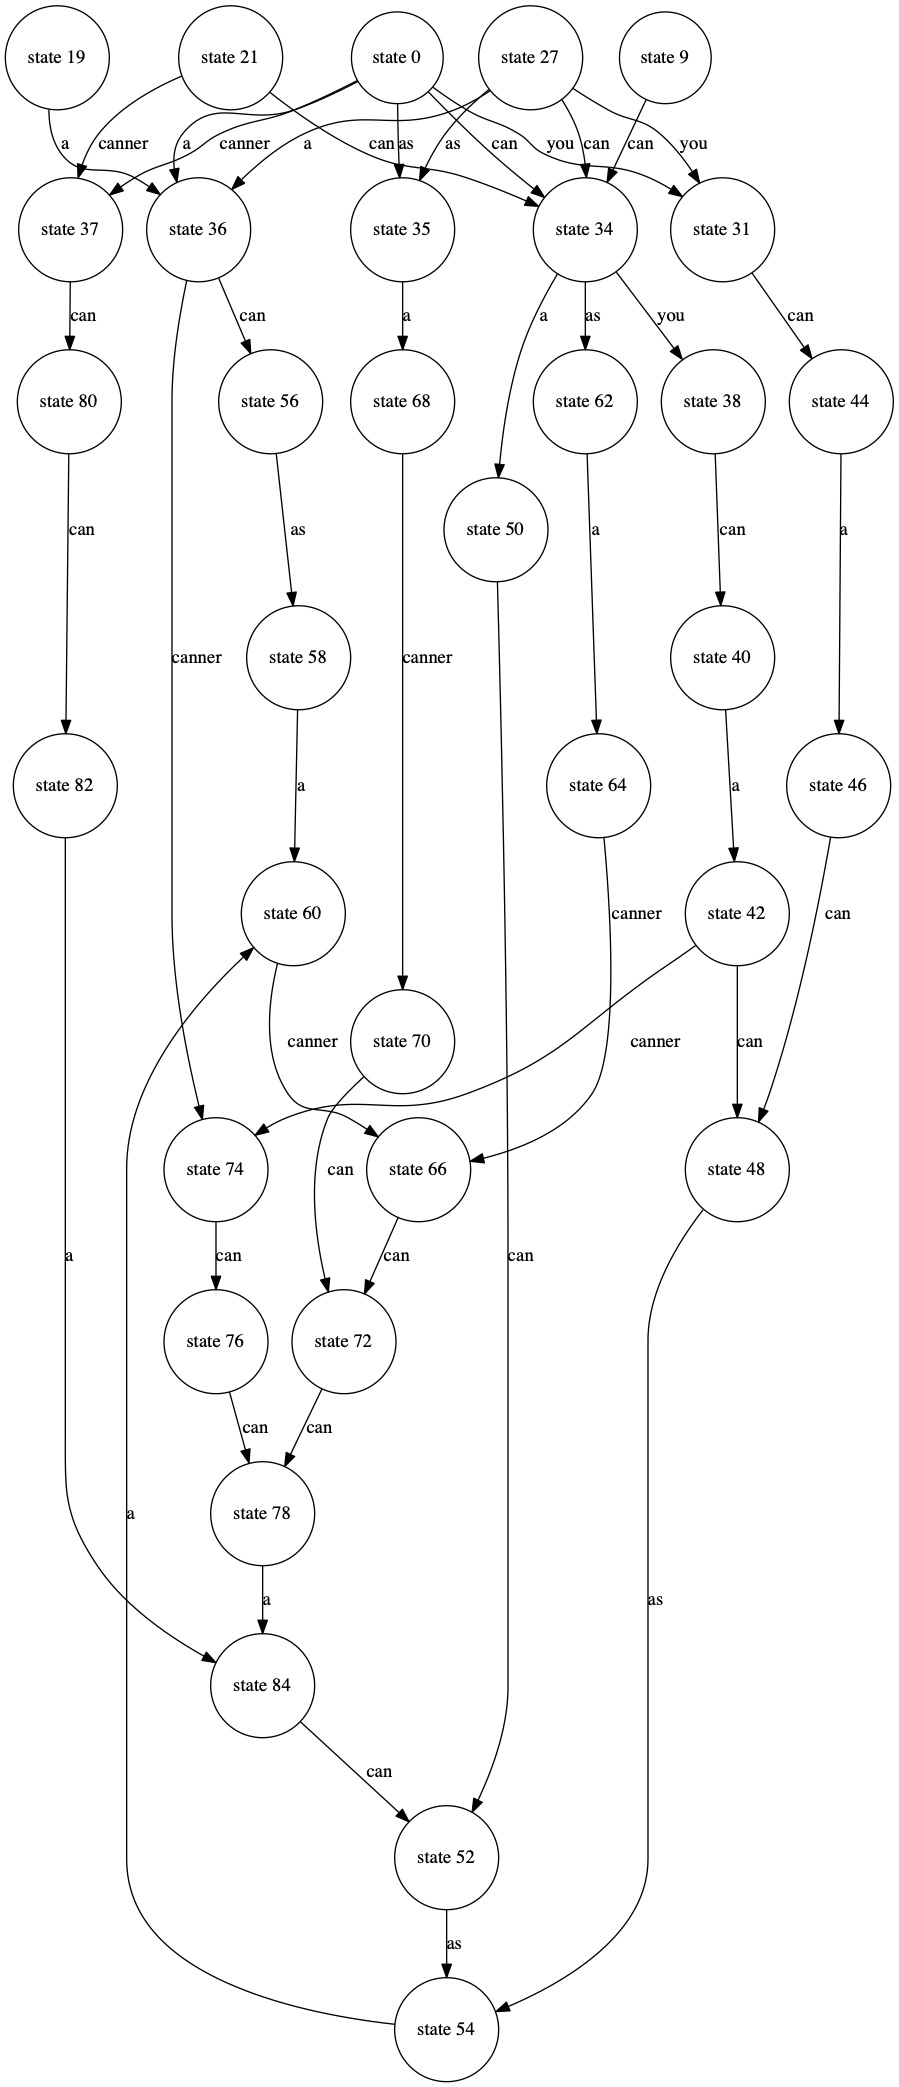 state 19 state 21 state 0 state 27 state 9
a canner a canner a can as as can you can can you
state 37 state 36 state 35 state 34 state 31
can can a a as you can
state 80 state 56 state 68 state 62 state 38 state 44
can as state 50 a can a
state 58 state 40
canner a canner a
state 82 state 64 state 46
state 60 canner state 42 can
canner state 70 canner can
state 74 state 66 can state 48
a can can can
state 76 state 72
can can
a state 78
a as
state 84
can
state 52
as
state 54